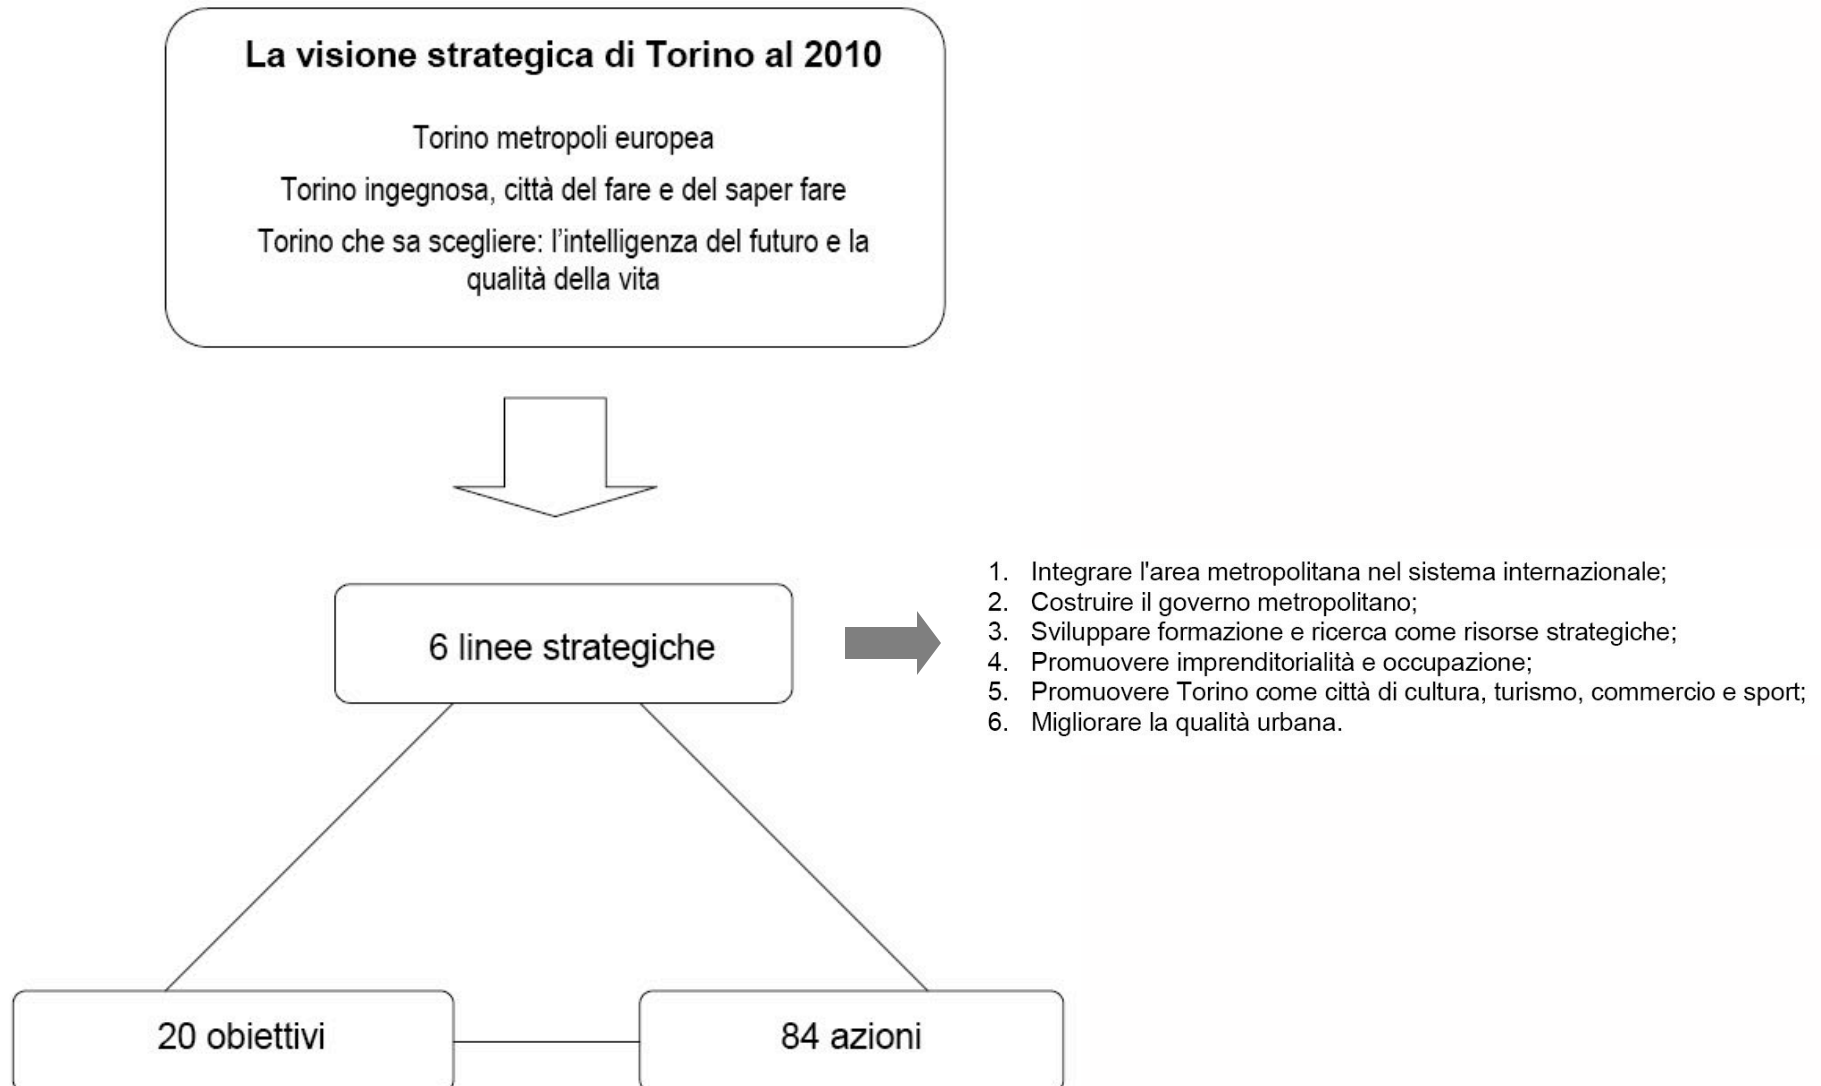 La visione strategica di Torino al 2010
Torino metropoli europea
Torino ingegnosa, città del fare e del saper fare
Torino che sa scegliere: l’intelligenza del futuro e la
qualità della vita
6 linee strategiche
1. Integrare l'area metropolitana nel sistema internazionale;
2. Costruire il governo metropolitano;
3. Sviluppare formazione e ricerca come risorse strategiche;
4. Promuovere imprenditorialità e occupazione;
5. Promuovere Torino come città di cultura, turismo, commercio e sport;
6. Migliorare la qualità urbana.
20 obiettivi
84 azioni